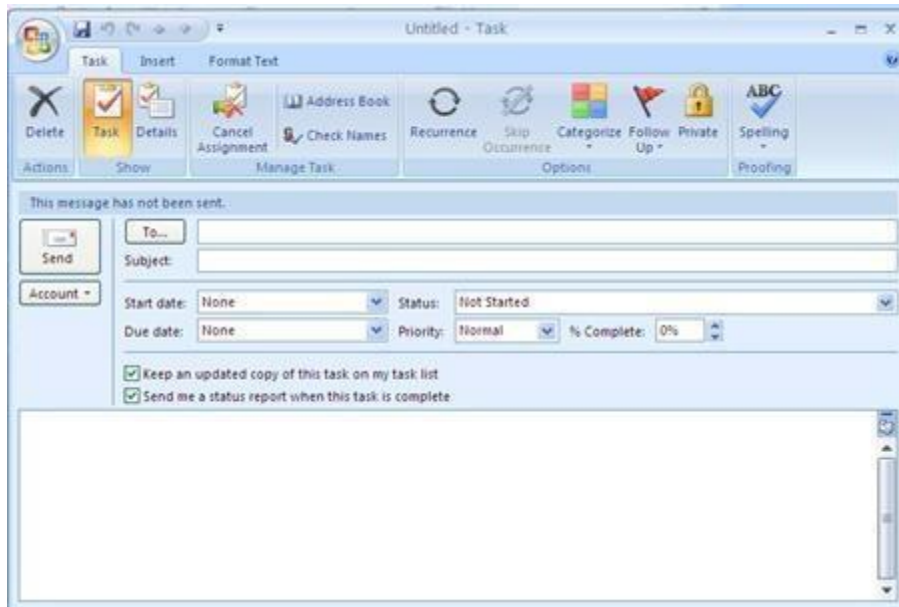 Untitled - Task
Task Insert Format Text
Delete Task Details Cancel Assignment Address Book Check Names Recurrence Skip Occurrence Categorize Follow Up Private ABC Spelling
Actions Show Manage Task Options Proofing
This message has not been sent.
To...
Send
Subject:
Account
Start date: None Status: Not Started
Due date: None Priority: Normal % Complete: 0%
Keep an updated copy of this task on my task list
Send me a status report when this task is complete